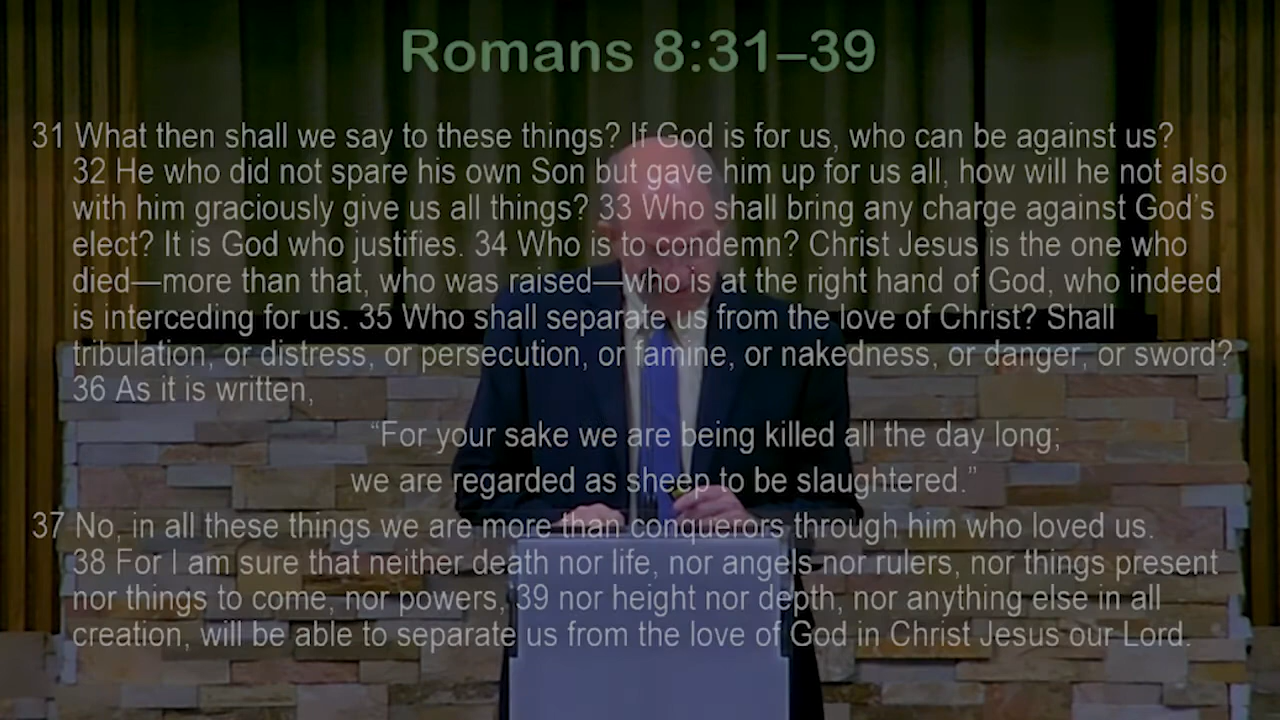 Romans 8:31–39
31 What then shall we say to these things? If God is for us, who can be against us?
32 He who did not spare his own Son but gave him up for us all, how will he not also
with him graciously give us all things? 33 Who shall bring any charge against God’s
elect? It is God who justifies. 34 Who is to condemn? Christ Jesus is the one who
died—more than that, who was raised—who is at the right hand of God, who indeed
is interceding for us. 35 Who shall separate us from the love of Christ? Shall
tribulation, or distress, or persecution, or famine, or nakedness, or danger, or sword?
36 As it is written,
“For your sake we are being killed all the day long;
we are regarded as sheep to be slaughtered.”
37 No, in all these things we are more than conquerors through him who loved us.
38 For I am sure that neither death nor life, nor angels nor rulers, nor things present
nor things to come, nor powers, 39 nor height nor depth, nor anything else in all
creation, will be able to separate us from the love of God in Christ Jesus our Lord.